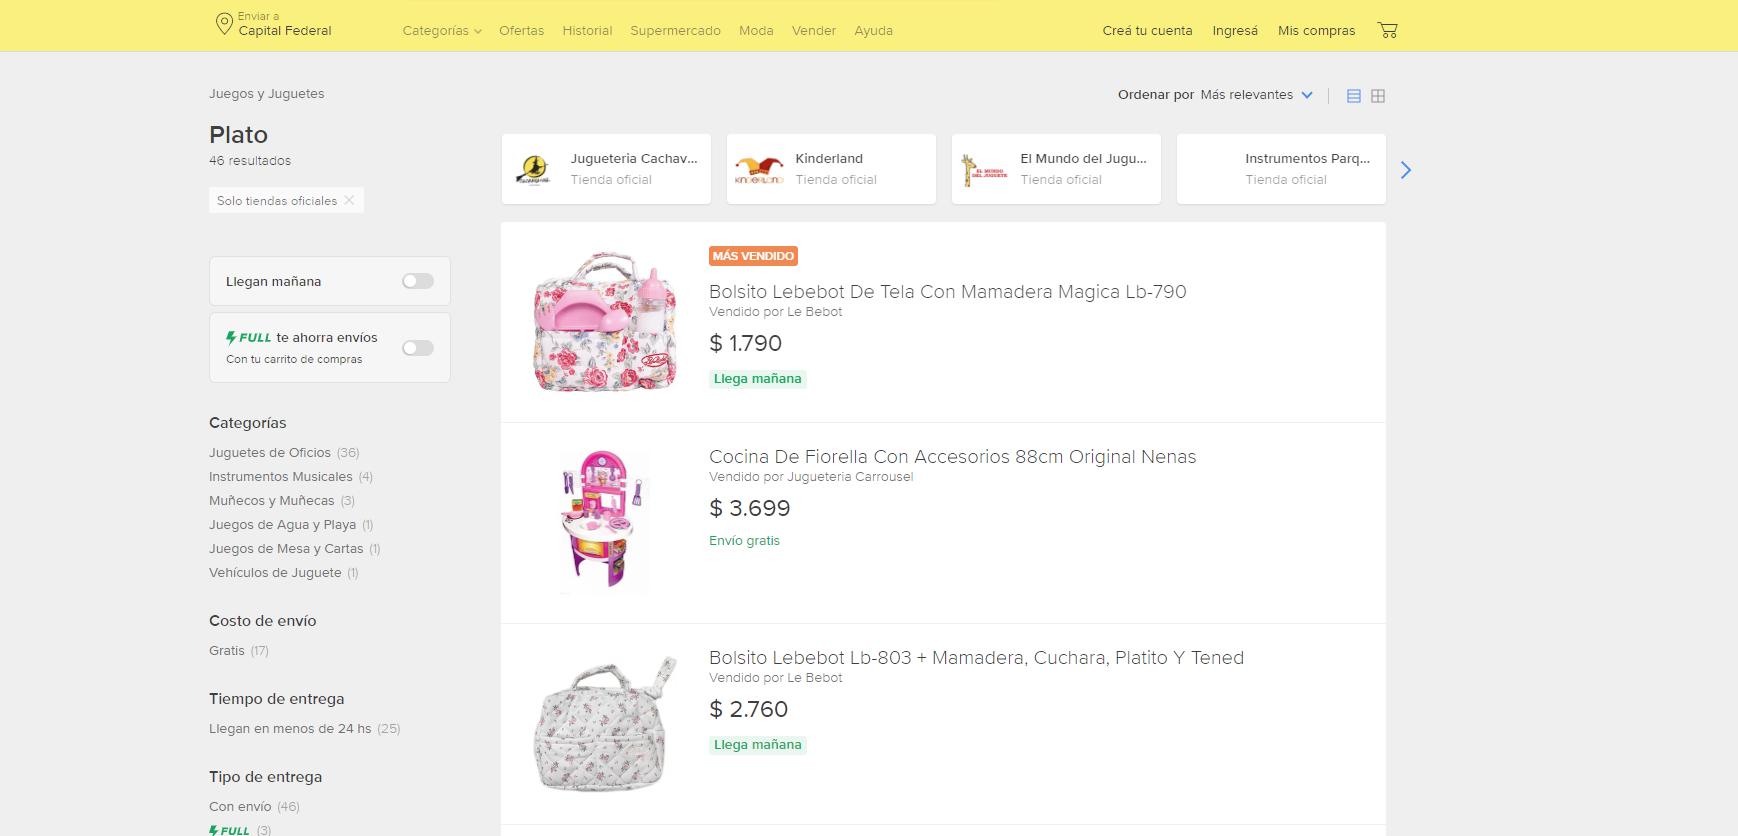 Enviar a
Capital Federal
Categorías
Ofertas
Historial
Supermercado
Moda
Vender
Ayuda
Creá tu cuenta
Ingresá
Mis compras
Juegos y Juguetes
Ordenar por Más relevantes
Plato
46 resultados
Solo tiendas oficiales
Jugueteria Cachav...
Tienda oficial
KINDERLAND
Kinderland
Tienda oficial
EL MUNDO
DEL JUGUETE
El Mundo del Jugu...
Tienda oficial
Instrumentos Parq...
Tienda oficial
Llegan mañana
FULL te ahorra envíos
Con tu carrito de compras
Categorías
Juguetes de Oficios (36)
Instrumentos Musicales (4)
Muñecos y Muñecas (3)
Juegos de Agua y Playa (1)
Juegos de Mesa y Cartas (1)
Vehículos de Juguete (1)
Costo de envío
Gratis (17)
Tiempo de entrega
Llegan en menos de 24 hs (25)
Tipo de entrega
Con envío (46)
FULL (3)
MÁS VENDIDO
Bolsito Lebebot De Tela Con Mamadera Magica Lb-790
Vendido por Le Bebot
$ 1.790
Llega mañana
Cocina De Fiorella Con Accesorios 88cm Original Nenas
Vendido por Jugueteria Carrousel
$ 3.699
Envío gratis
Bolsito Lebebot Lb-803 + Mamadera, Cuchara, Platito Y Tened
Vendido por Le Bebot
$ 2.760
Llega mañana